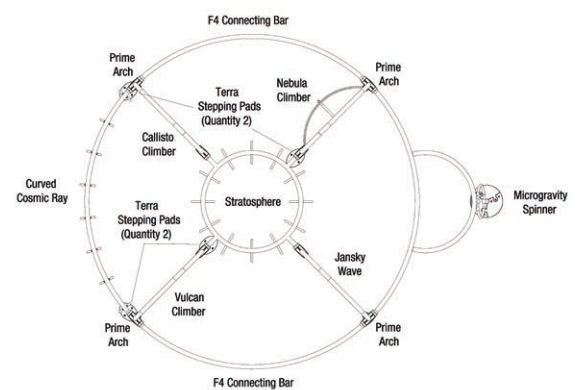 F4 Connecting Bar
Prime
Arch
Terra
Stepping Pads
(Quantity 2)
Nebula
Climber
Prime
Arch
Callisto
Climber
Curved
Cosmic Ray
Terra
Stepping Pads
(Quantity 2)
Stratosphere
Microgravity
Spinner
Jansky
Wave
Vulcan
Climber
Prime
Arch
Prime
Arch
F4 Connecting Bar